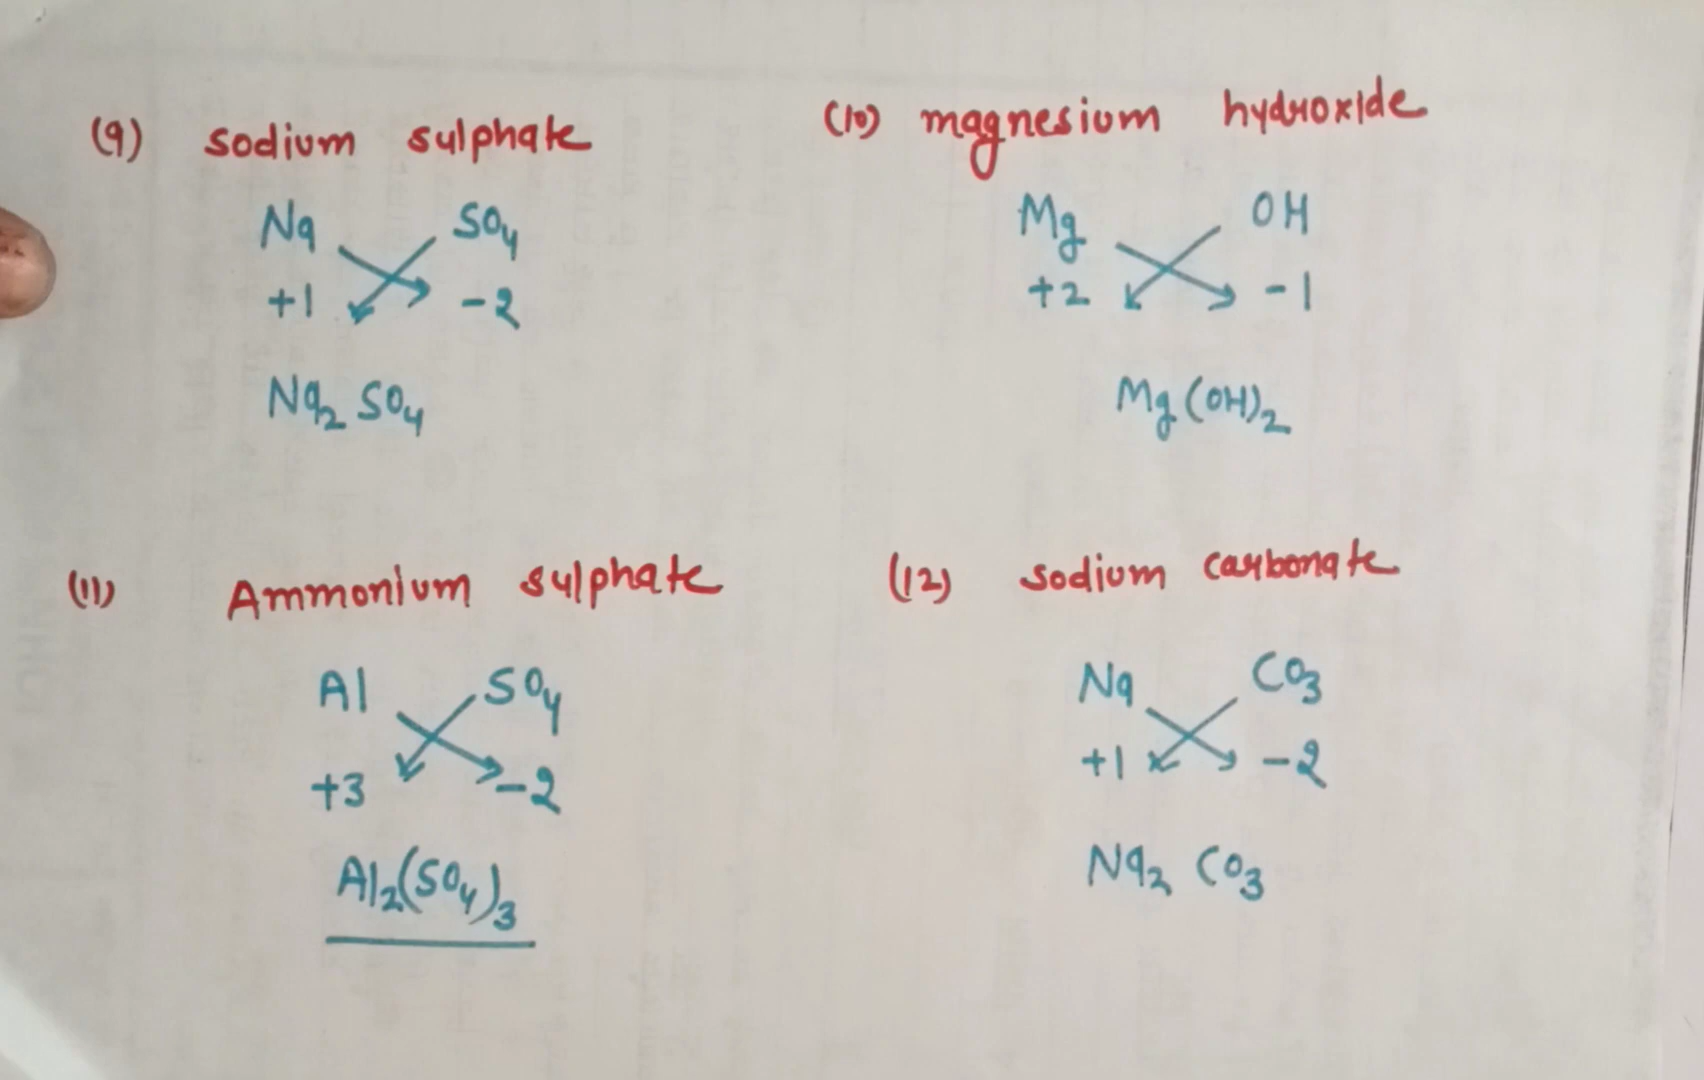 (9) sodium sulphate
Na SO4
+1 -2
Na2 SO4
(10) magnesium hydroxide
Mg OH
+2 -1
Mg (OH)2
(11) Ammonium sulphate
Al SO4
+3 -2
Al2(SO4)3
(12) sodium carbonate
Na CO3
+1 -2
Na2 CO3